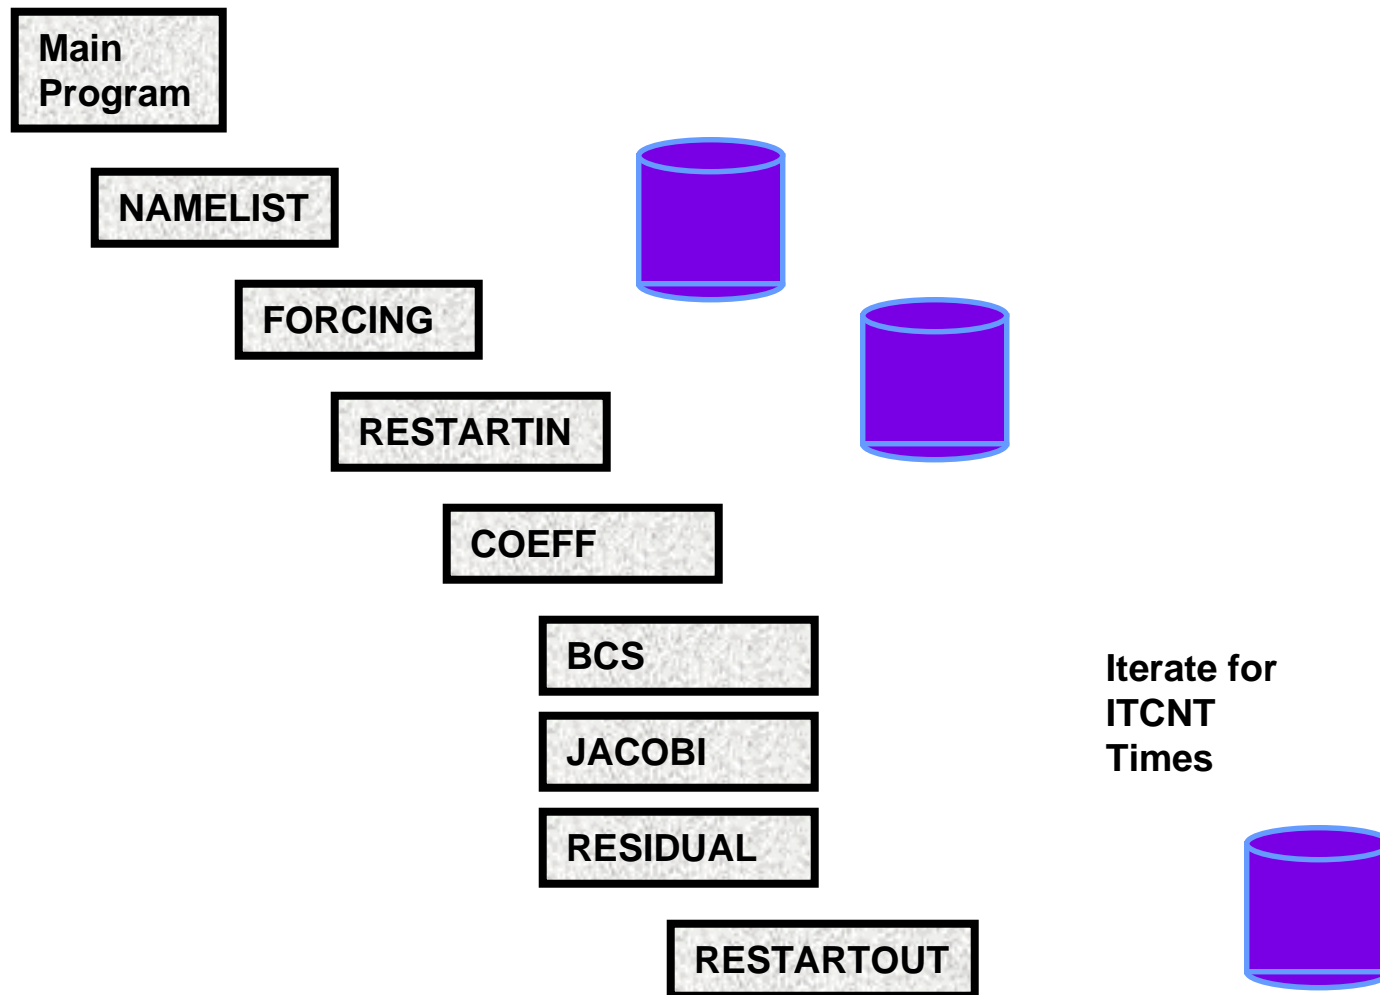 Main
Program
NAMELIST
FORCING
RESTARTIN
COEFF
BCS
JACOBI
RESIDUAL
Iterate for
ITCNT
Times
RESTARTOUT